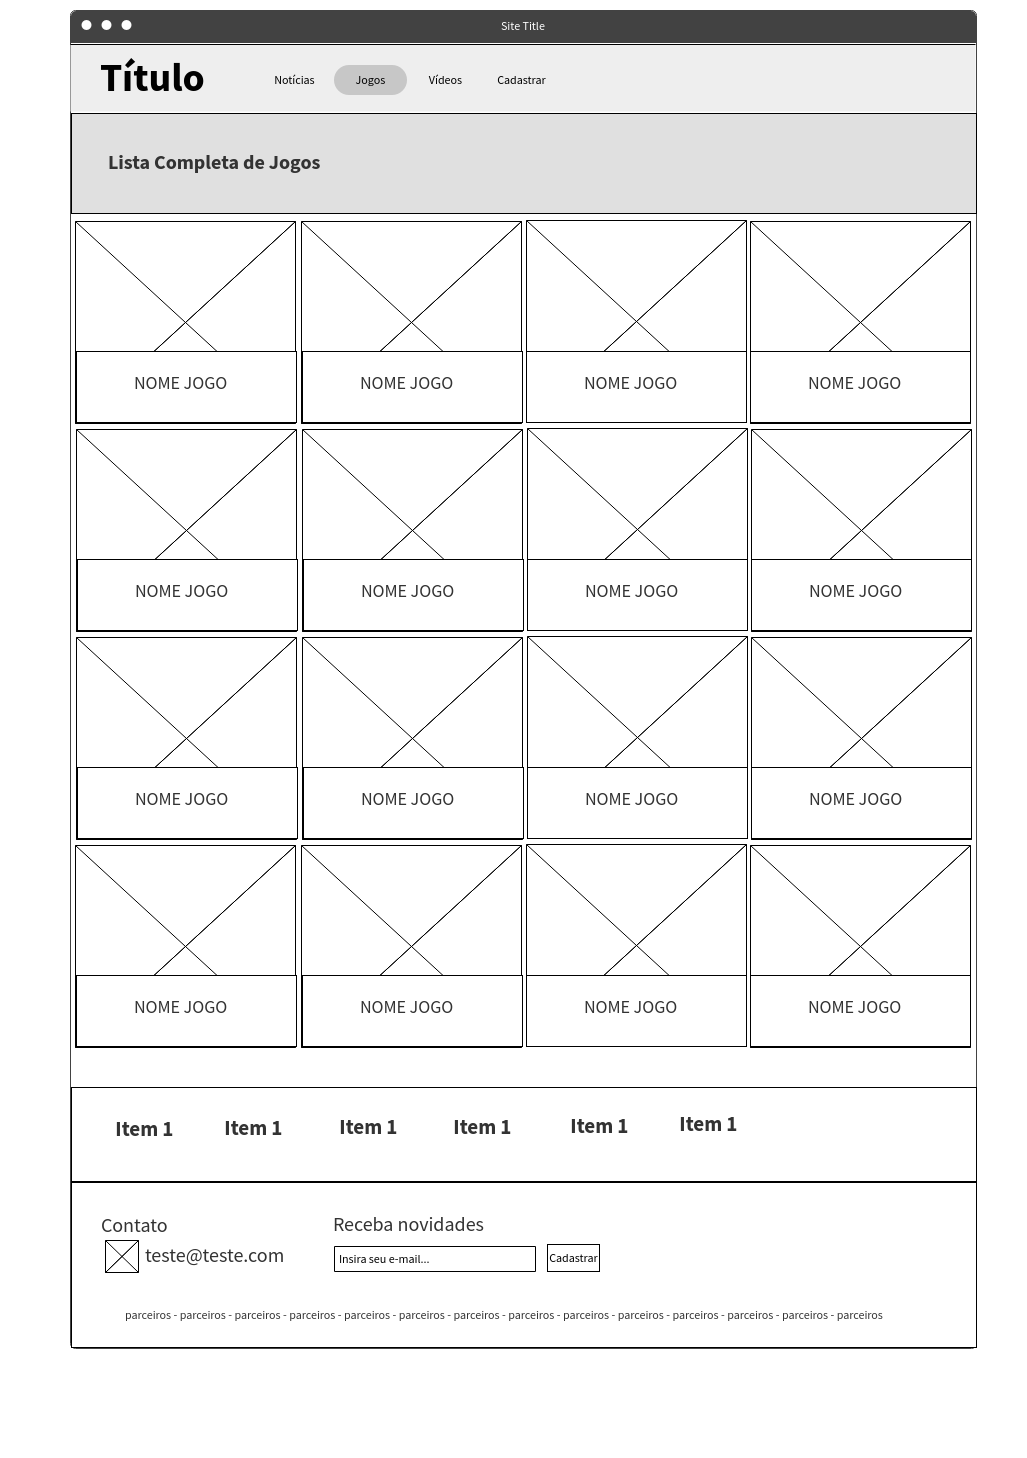 Site Title
Título
Notícias Jogos Vídeos Cadastrar
Lista Completa de Jogos
NOME JOGO NOME JOGO NOME JOGO NOME JOGO
NOME JOGO NOME JOGO NOME JOGO NOME JOGO
NOME JOGO NOME JOGO NOME JOGO NOME JOGO
NOME JOGO NOME JOGO NOME JOGO NOME JOGO
Item 1 Item 1 Item 1 Item 1 Item 1 Item 1
Contato
teste@teste.com
Receba novidades
Insira seu e-mail... Cadastrar
parceiros - parceiros - parceiros - parceiros - parceiros - parceiros - parceiros - parceiros - parceiros - parceiros - parceiros - parceiros - parceiros - parceiros